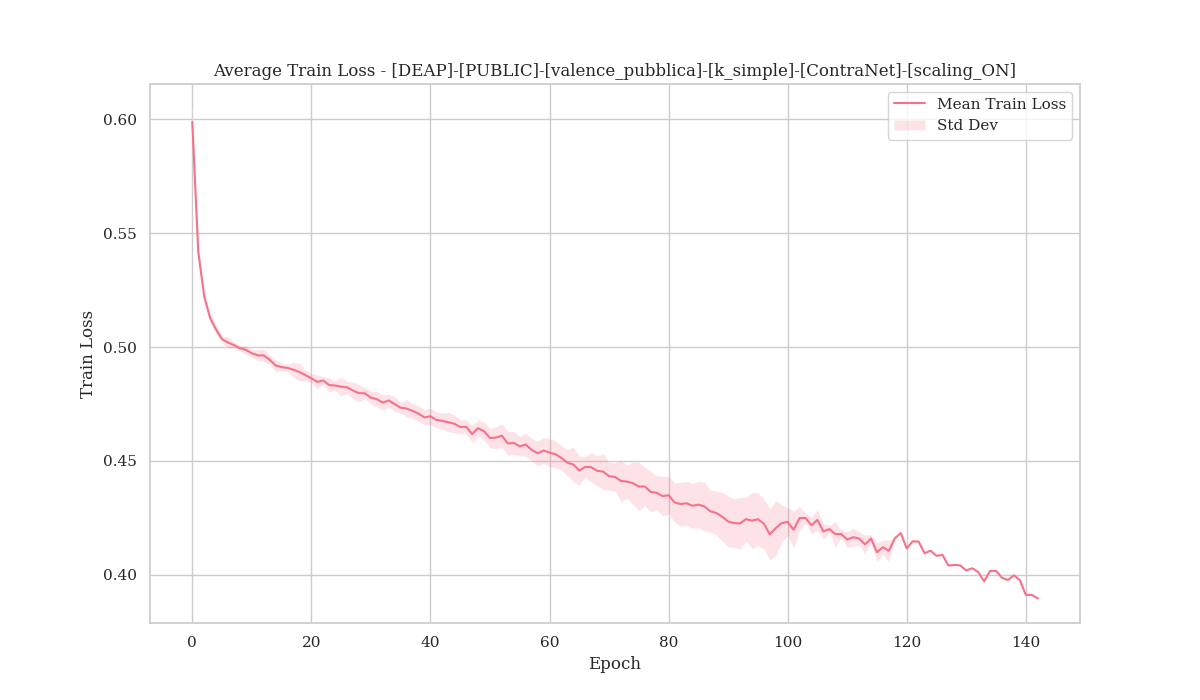 Average Train Loss - [DEAP]-[PUBLIC]-[valence_pubblica]-[k_simple]-[ContraNet]-[scaling_ON]
Mean Train Loss
Std Dev
0.60
0.55
0.50
0.45
0.40
Train Loss
0 20 40 60 80 100 120 140
Epoch